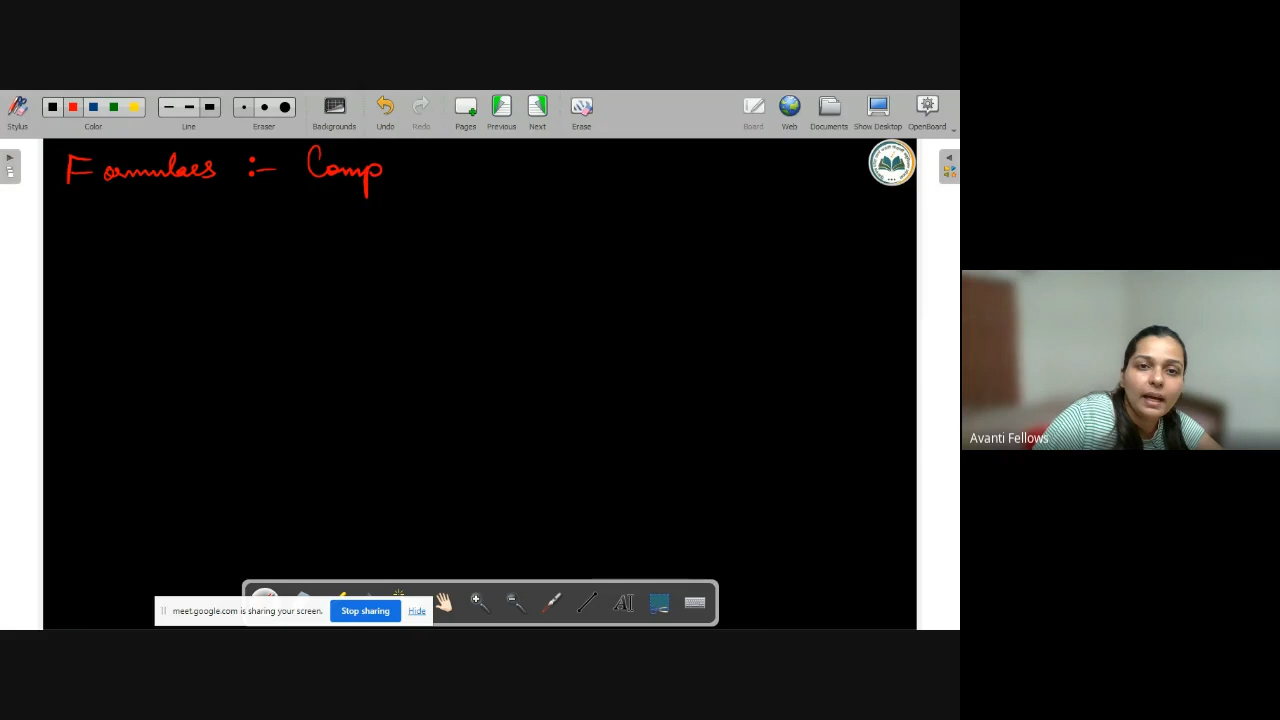 Stylus Color Line Eraser Backgrounds Undo Redo Pages Previous Next Erase Board Web Documents Show Desktop OpenBoard
Formulaes :- Comp
Avanti Fellows
meet.google.com is sharing your screen. Stop sharing Hide
AI